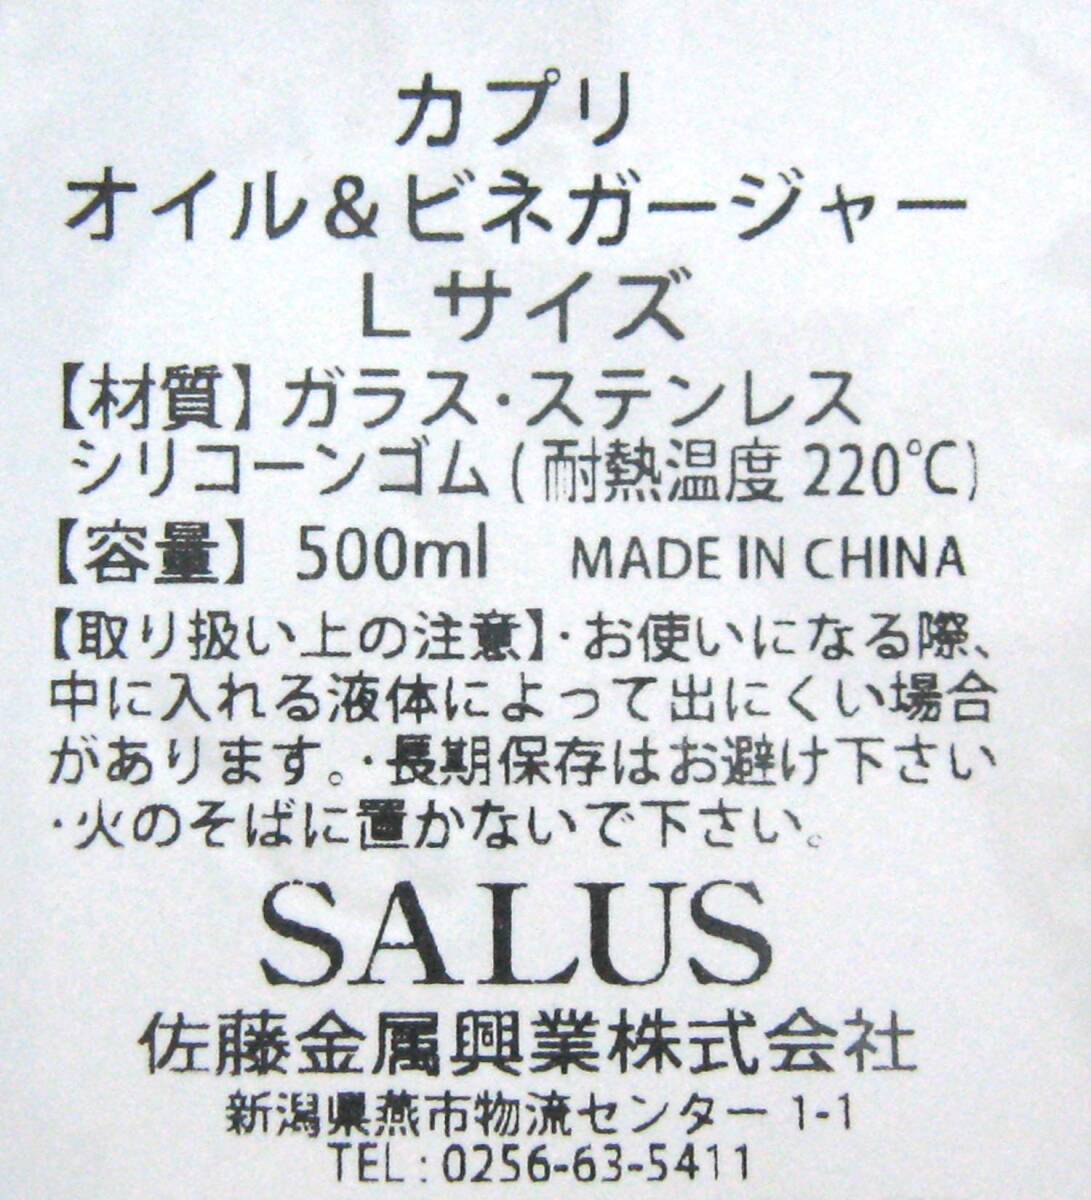 カプリ
オイル＆ビネガージャー
Lサイズ
【材質】ガラス・ステンレス
シリコーンゴム(耐熱温度220℃)
【容量】500ml MADE IN CHINA
【取り扱い上の注意】・お使いになる際、
中に入れる液体によって出にくい場合
があります。・長期保存はお避け下さい
・火のそばに置かないで下さい。
SALUS
佐藤金属興業株式会社
新潟県燕市物流センター 1-1
TEL:0256-63-5411